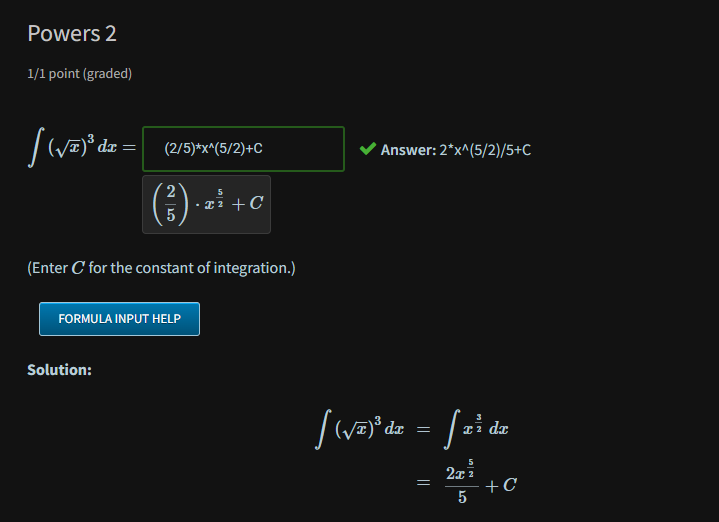 Powers 2
1/1 point (graded)
∫ (√x)³ dx = (2/5)*x^(5/2)+C ✔ Answer: 2*x^(5/2)/5+C
(2/5) · x^(5/2) + C
(Enter C for the constant of integration.)
FORMULA INPUT HELP
Solution:
∫ (√x)³ dx = ∫ x^(3/2) dx
= 2x^(5/2)/5 + C